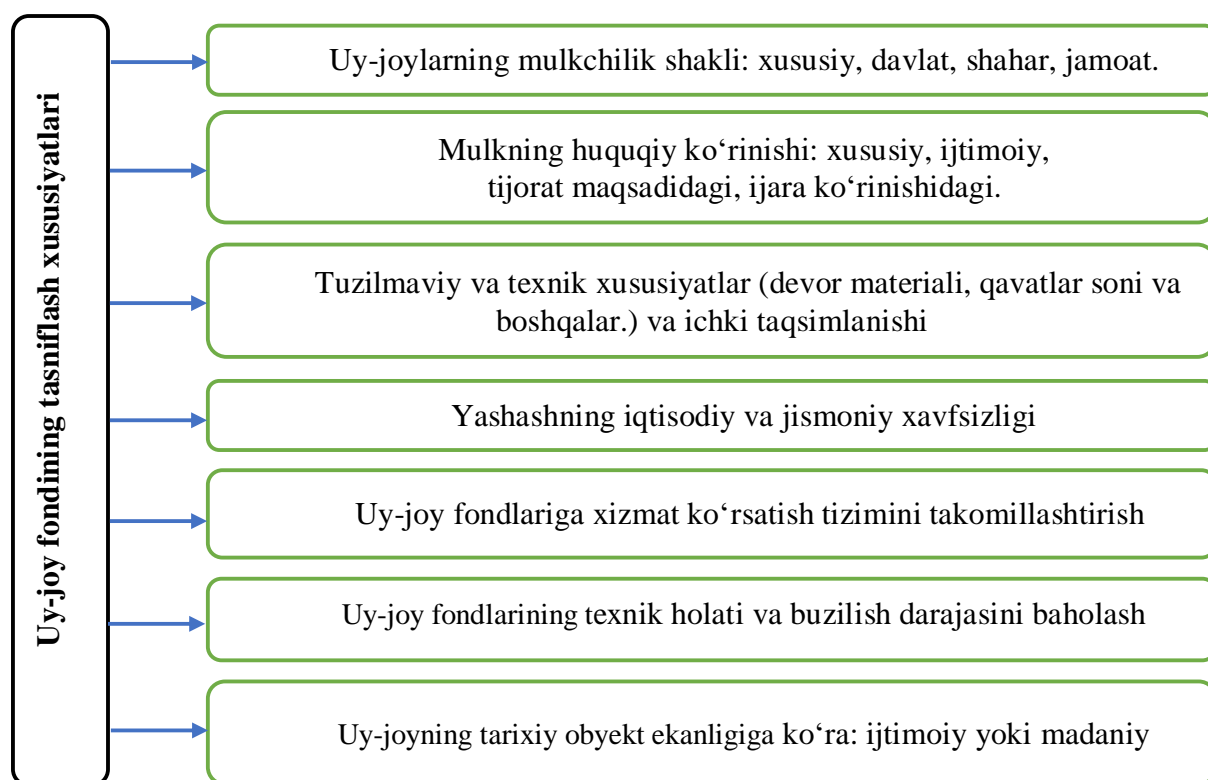 Uy-joy fondining tasniflash xususiyatlari
Uy-joylarning mulkchilik shakli: xususiy, davlat, shahar, jamoat.
Mulkning huquqiy ko‘rinishi: xususiy, ijtimoiy,
tijorat maqsadidagi, ijara ko‘rinishidagi.
Tuzilmaviy va texnik xususiyatlar (devor materiali, qavatlar soni va
boshqalar.) va ichki taqsimlanishi
Yashashning iqtisodiy va jismoniy xavfsizligi
Uy-joy fondlariga xizmat ko‘rsatish tizimini takomillashtirish
Uy-joy fondlarining texnik holati va buzilish darajasini baholash
Uy-joyning tarixiy obyekt ekanligiga ko‘ra: ijtimoiy yoki madaniy